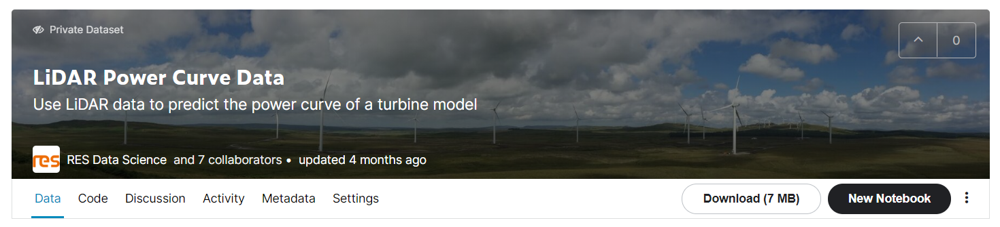 Private Dataset
0
LiDAR Power Curve Data
Use LiDAR data to predict the power curve of a turbine model
res RES Data Science and 7 collaborators • updated 4 months ago
Data Code Discussion Activity Metadata Settings Download (7 MB) New Notebook